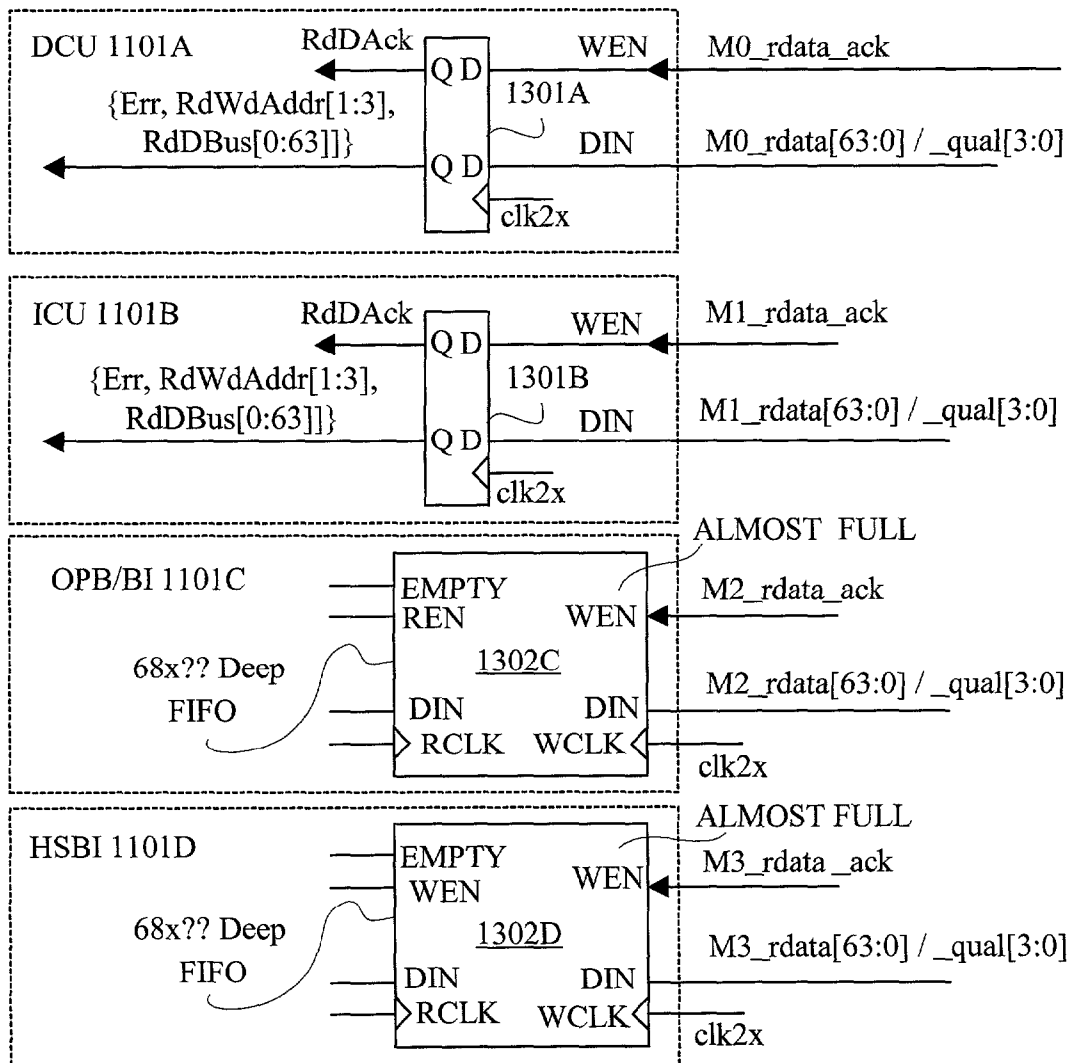 DCU 1101A
RdDAck
WEN
M0_rdata_ack
Q D
1301A
{Err, RdWdAddr[1:3],
RdDBus[0:63]]}
DIN
M0_rdata[63:0] / _qual[3:0]
Q D
clk2x
ICU 1101B
RdDAck
WEN
M1_rdata_ack
Q D
1301B
{Err, RdWdAddr[1:3],
RdDBus[0:63]]}
DIN
M1_rdata[63:0] / _qual[3:0]
Q D
clk2x
ALMOST FULL
OPB/BI 1101C
EMPTY
M2_rdata_ack
REN
WEN
1302C
68x?? Deep
FIFO
M2_rdata[63:0] / _qual[3:0]
DIN
DIN
RCLK
WCLK
clk2x
ALMOST FULL
HSBI 1101D
EMPTY
M3_rdata_ack
WEN
WEN
1302D
68x?? Deep
FIFO
M3_rdata[63:0] / _qual[3:0]
DIN
DIN
RCLK
WCLK
clk2x